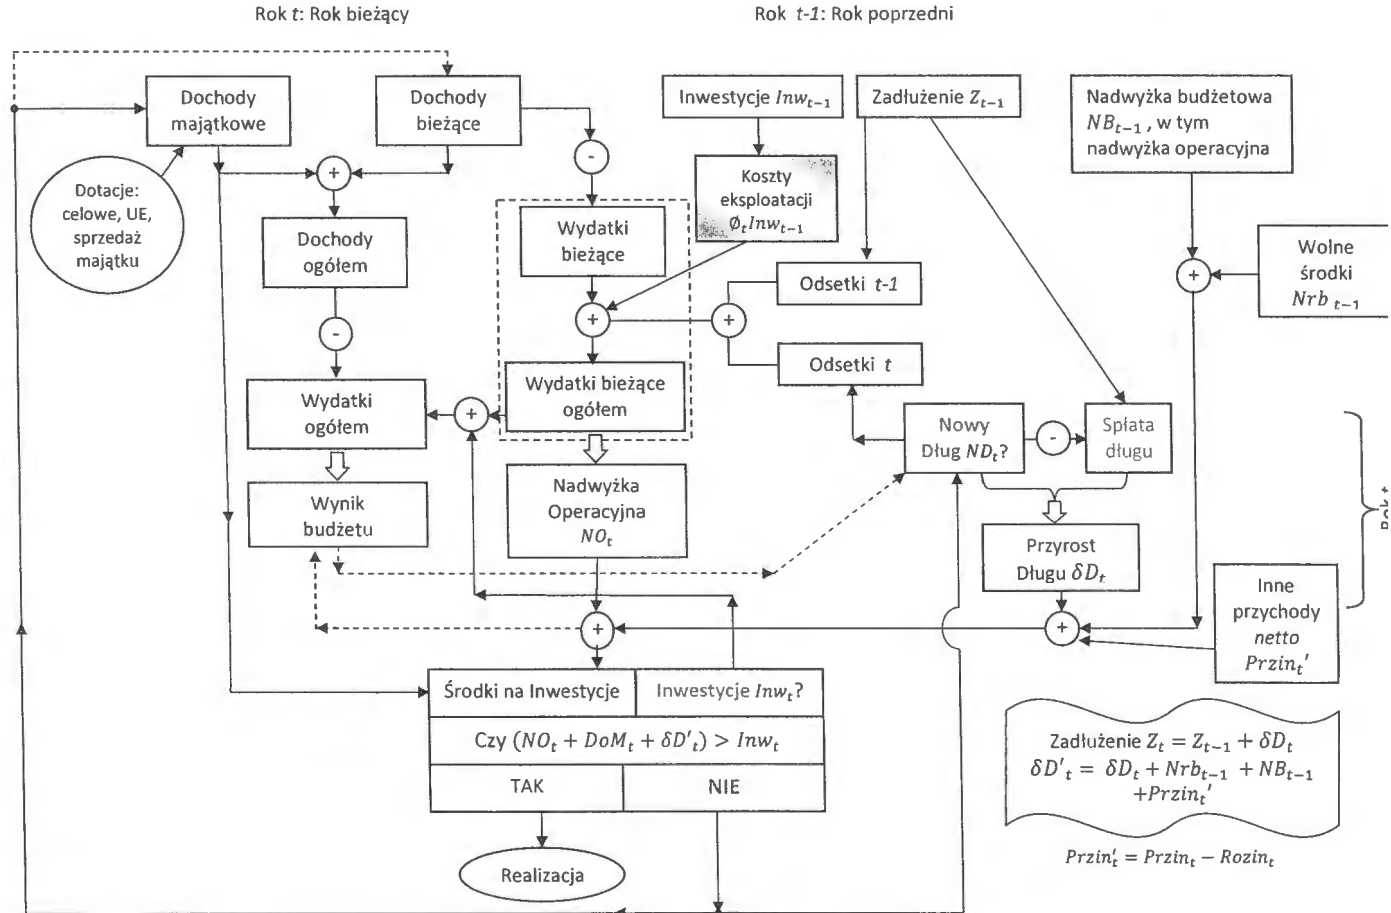 Rok t: Rok bieżący
Rok t-1: Rok poprzedni
Dochody
majątkowe
Dochody
bieżące
Inwestycje Inw_{t−1}
Zadłużenie Z_{t−1}
Nadwyżka budżetowa
NB_{t−1}, w tym
nadwyżka operacyjna
-
+
Dotacje:
celowe, UE,
sprzedaż
majątku
Koszty
eksploatacji
Ø_t Inw_{t−1}
Dochody
ogółem
Wydatki
bieżące
Wolne
środki
Nrb_{t−1}
Odsetki t-1
+
+
+
-
Odsetki t
Wydatki
ogółem
+
Wydatki bieżące
ogółem
Nowy
Dług ND_t?
-
Spłata
długu
Wynik
budżetu
Nadwyżka
Operacyjna
NO_t
Rok t
Przyrost
Długu δD_t
Inne
przychody
netto
Przin_t'
+
+
Środki na Inwestycje
Inwestycje Inw_t?
Czy (NO_t + DoM_t + δD'_t) > Inw_t
TAK
NIE
Realizacja
Zadłużenie Z_t = Z_{t−1} + δD_t
δD'_t = δD_t + Nrb_{t−1} + NB_{t−1}
+Przin_t'
Przin'_t = Przin_t − Rozin_t